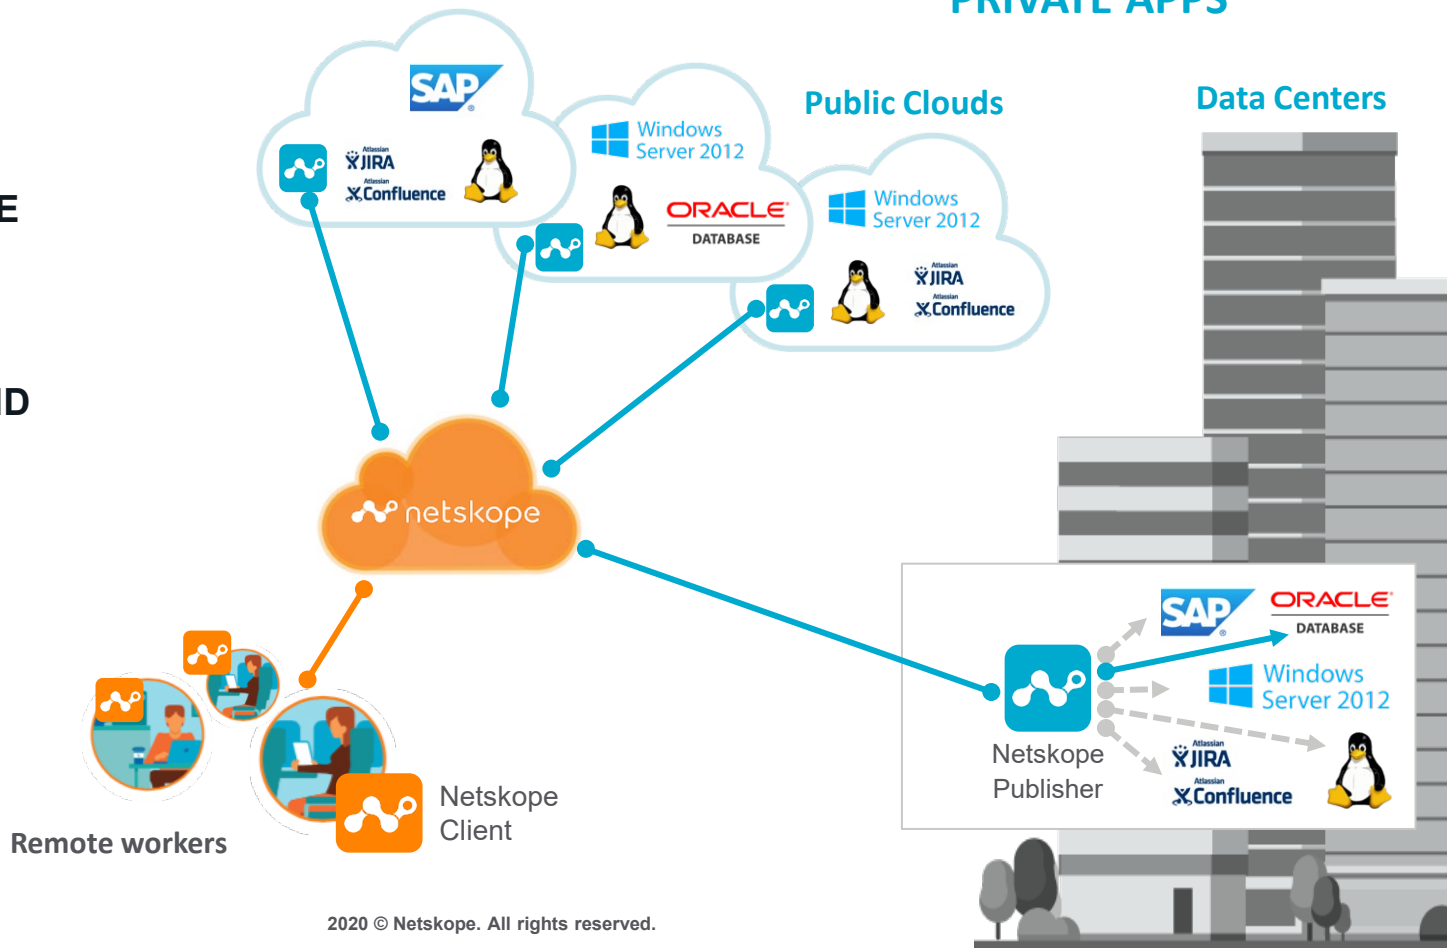 PRIVATE APPS
Public Clouds
Data Centers
SAP
Atlassian
JIRA
Atlassian
Confluence
Windows
Server 2012
ORACLE
DATABASE
Windows
Server 2012
Atlassian
JIRA
Atlassian
Confluence
E
ID
netskope
SAP
ORACLE
DATABASE
Windows
Server 2012
Atlassian
JIRA
Atlassian
Confluence
Netskope
Publisher
Netskope
Client
Remote workers
2020 © Netskope. All rights reserved.